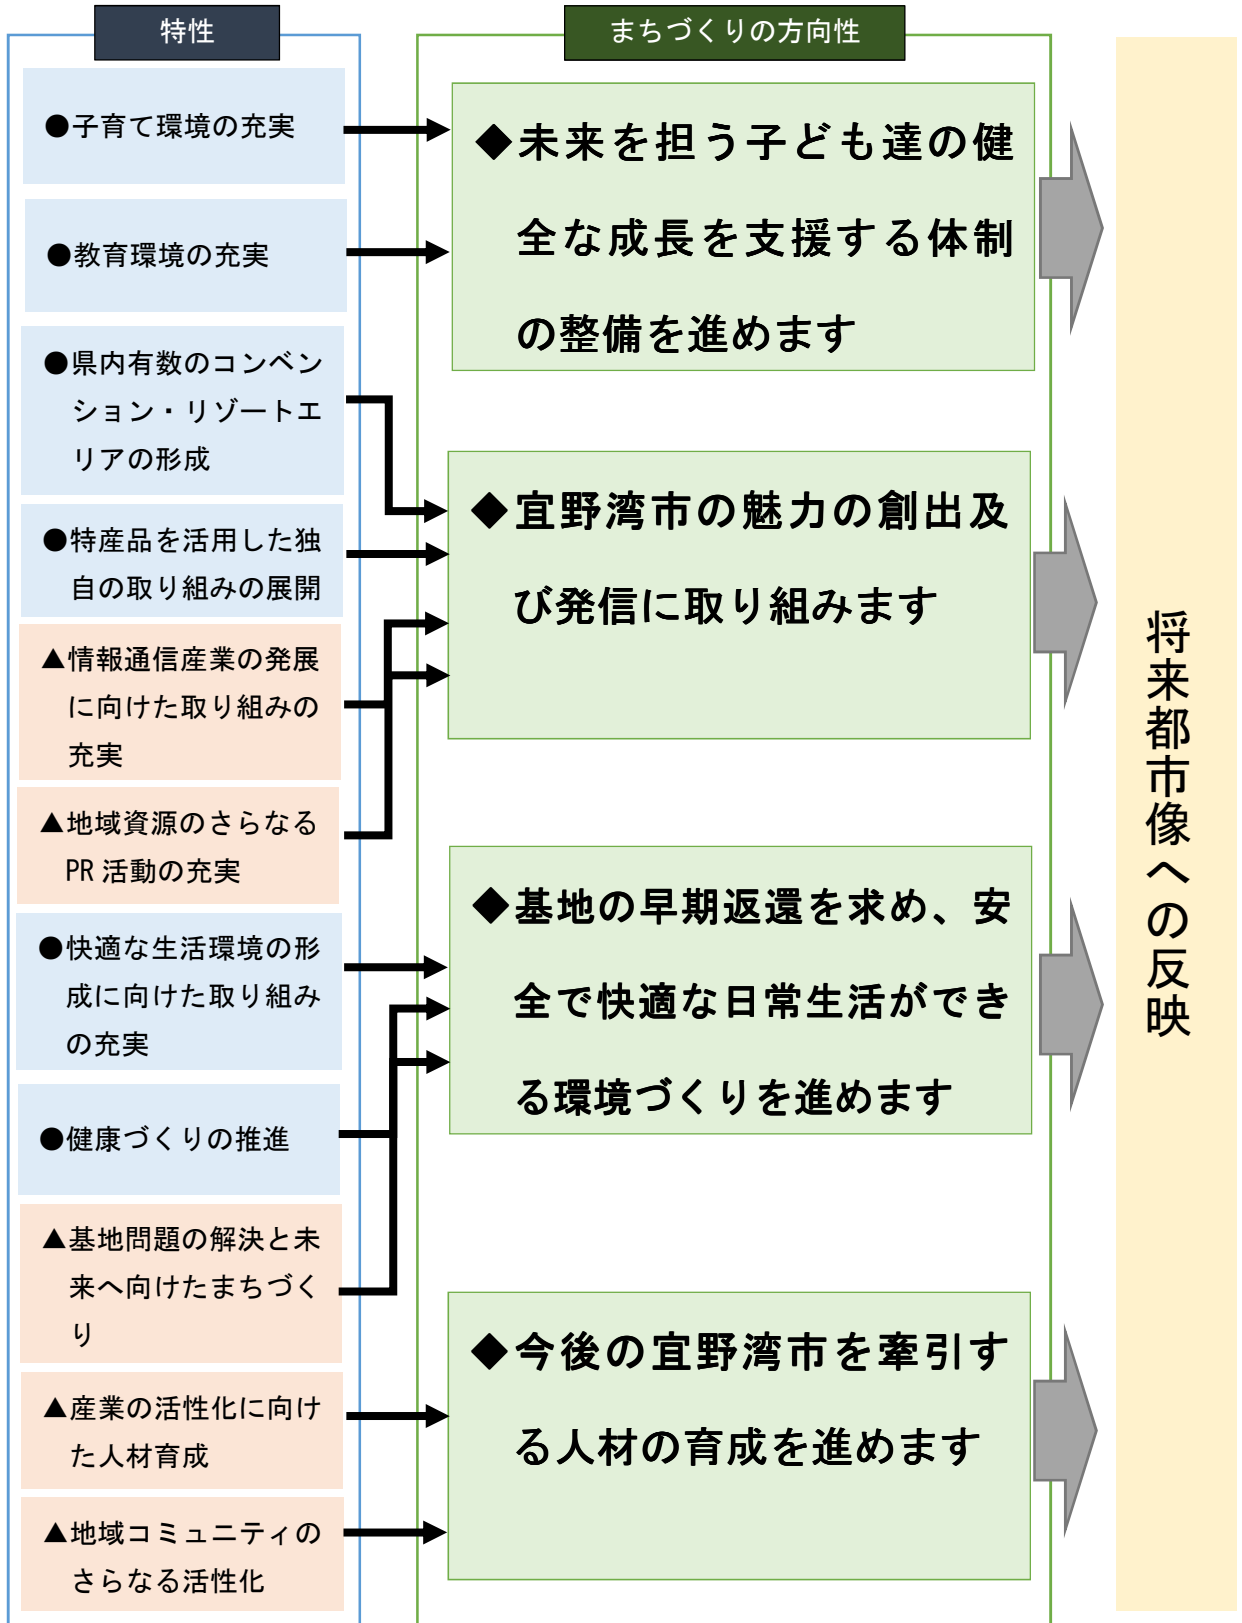 特性
●子育て環境の充実
●教育環境の充実
●県内有数のコンベン
ション・リゾートエ
リアの形成
●特産品を活用した独
自の取り組みの展開
▲情報通信産業の発展
に向けた取り組みの
充実
▲地域資源のさらなる
PR 活動の充実
●快適な生活環境の形
成に向けた取り組み
の充実
●健康づくりの推進
▲基地問題の解決と未
来へ向けたまちづく
り
▲産業の活性化に向け
た人材育成
▲地域コミュニティの
さらなる活性化
まちづくりの方向性
◆未来を担う子ども達の健
全な成長を支援する体制
の整備を進めます
◆宜野湾市の魅力の創出及
び発信に取り組みます
◆基地の早期返還を求め、安
全で快適な日常生活ができ
る環境づくりを進めます
◆今後の宜野湾市を牽引す
る人材の育成を進めます
将来都市像への反映